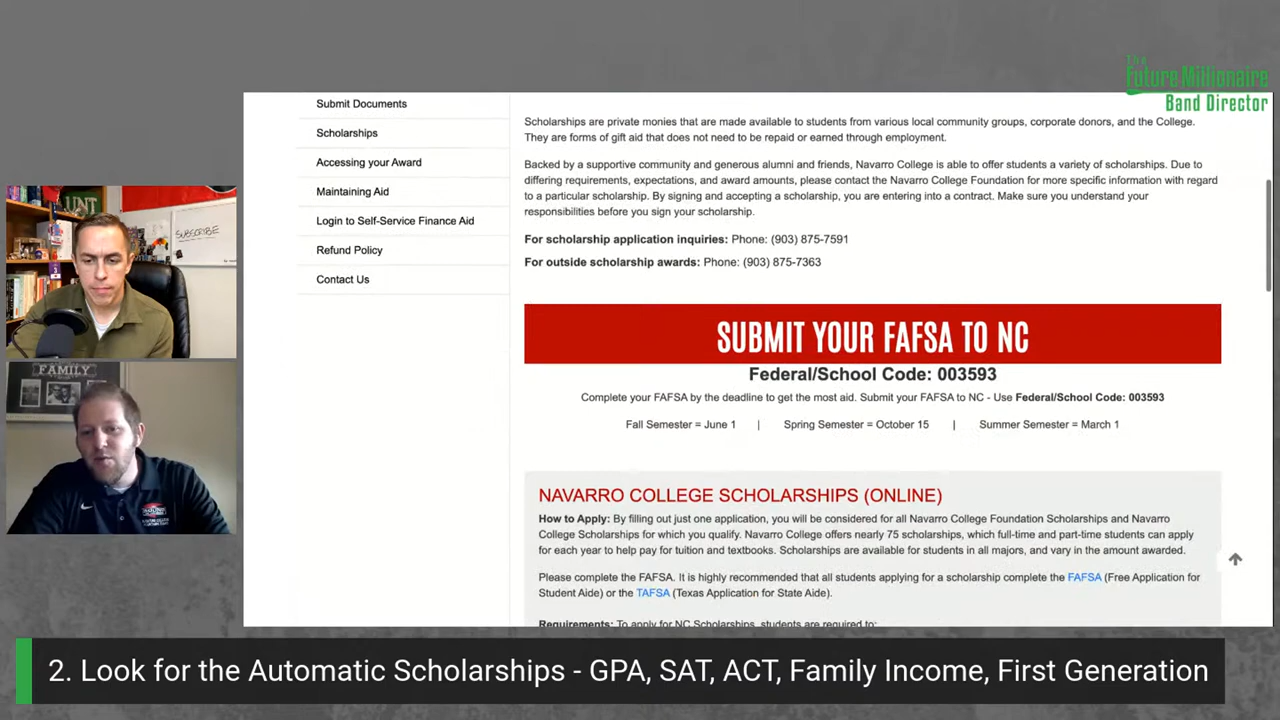 The
Future Millionaire
Band Director
Submit Documents
Scholarships
Accessing your Award
Maintaining Aid
Login to Self-Service Finance Aid
Refund Policy
Contact Us
Scholarships are private monies that are made available to students from various local community groups, corporate donors, and the College.
They are forms of gift aid that does not need to be repaid or earned through employment.
Backed by a supportive community and generous alumni and friends, Navarro College is able to offer students a variety of scholarships. Due to
differing requirements, expectations, and award amounts, please contact the Navarro College Foundation for more specific information with regard
to a particular scholarship. By signing and accepting a scholarship, you are entering into a contract. Make sure you understand your
responsibilities before you sign your scholarship.
For scholarship application inquiries: Phone: (903) 875-7591
For outside scholarship awards: Phone: (903) 875-7363
SUBMIT YOUR FAFSA TO NC
Federal/School Code: 003593
Complete your FAFSA by the deadline to get the most aid. Submit your FAFSA to NC - Use Federal/School Code: 003593
Fall Semester = June 1 | Spring Semester = October 15 | Summer Semester = March 1
NAVARRO COLLEGE SCHOLARSHIPS (ONLINE)
How to Apply: By filling out just one application, you will be considered for all Navarro College Foundation Scholarships and Navarro
College Scholarships for which you qualify. Navarro College offers nearly 75 scholarships, which full-time and part-time students can apply
for each year to help pay for tuition and textbooks. Scholarships are available for students in all majors, and vary in the amount awarded.
Please complete the FAFSA. It is highly recommended that all students applying for a scholarship complete the FAFSA (Free Application for
Student Aide) or the TAFSA (Texas Application for State Aide).
Requirements: To apply for NC Scholarships, students are required to:
UNT
SUBSCRIBE
FAMILY
2. Look for the Automatic Scholarships - GPA, SAT, ACT, Family Income, First Generation